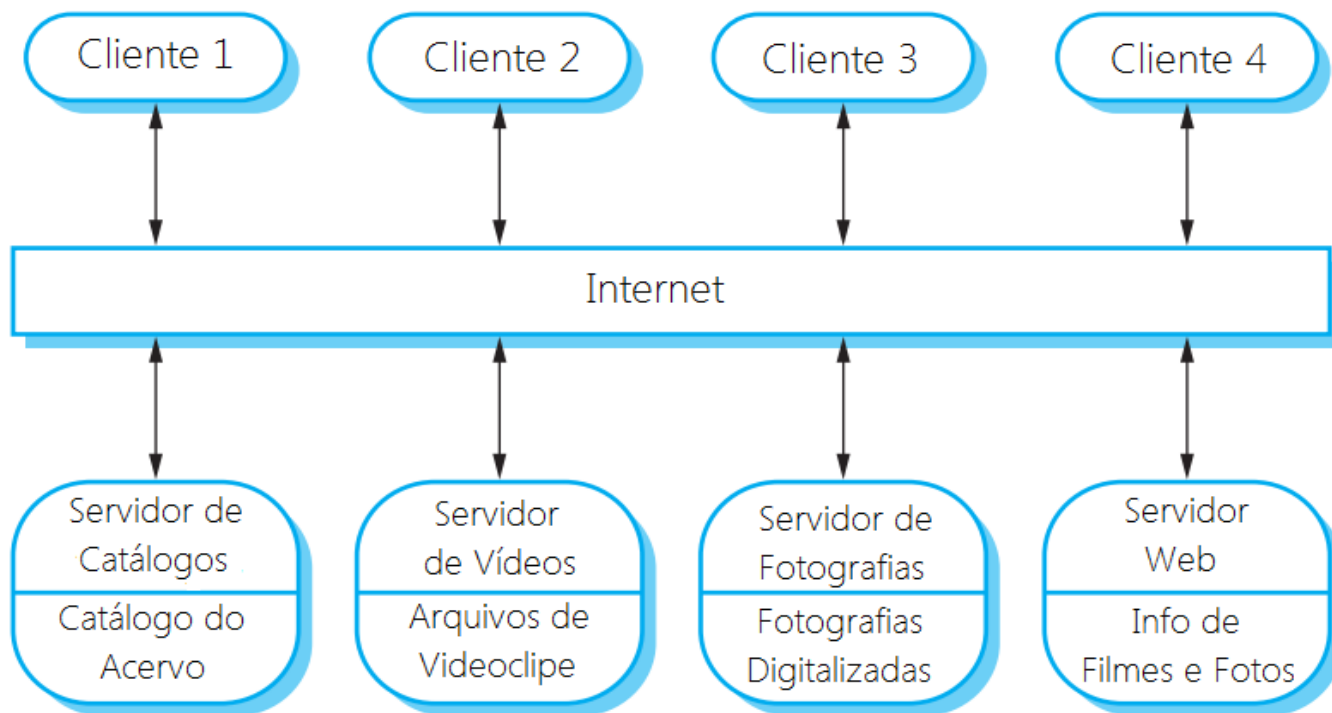 Cliente 1
Cliente 2
Cliente 3
Cliente 4
Internet
Servidor de
Catálogos
Catálogo do
Acervo
Servidor
de Vídeos
Arquivos de
Videoclipe
Servidor de
Fotografias
Fotografias
Digitalizadas
Servidor
Web
Info de
Filmes e Fotos